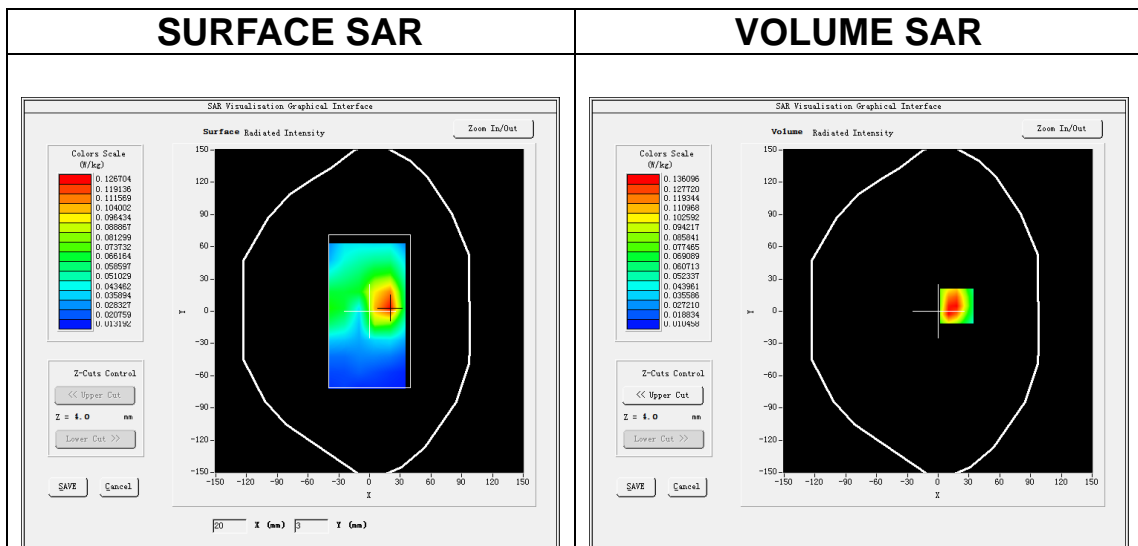 SURFACE SAR
VOLUME SAR
SAR Visualisation Graphical Interface
Surface Radiated Intensity
Zoom In/Out
Colors Scale
(W/kg)
0.126704
0.119136
0.111569
0.104002
0.096434
0.088867
0.081299
0.073732
0.066164
0.058597
0.051029
0.043462
0.035894
0.028327
0.020759
0.013192
150
120
90
60
30
0
-30
-60
-90
-120
-150
Y
-150 -120 -90 -60 -30 0 30 60 90 120 150
X
Z-Cuts Control
<< Upper Cut
Z = 4.0 mm
Lower Cut >>
SAVE Cancel
20 X (mm) 3 Y (mm)
SAR Visualisation Graphical Interface
Volume Radiated Intensity
Zoom In/Out
Colors Scale
(W/kg)
0.136096
0.127720
0.119344
0.110968
0.102592
0.094217
0.085841
0.077465
0.069089
0.060713
0.052337
0.043961
0.035586
0.027210
0.018834
0.010458
150
120
90
60
30
0
-30
-60
-90
-120
-150
Y
-150 -120 -90 -60 -30 0 30 60 90 120 150
X
Z-Cuts Control
<< Upper Cut
Z = 4.0 mm
Lower Cut >>
SAVE Cancel